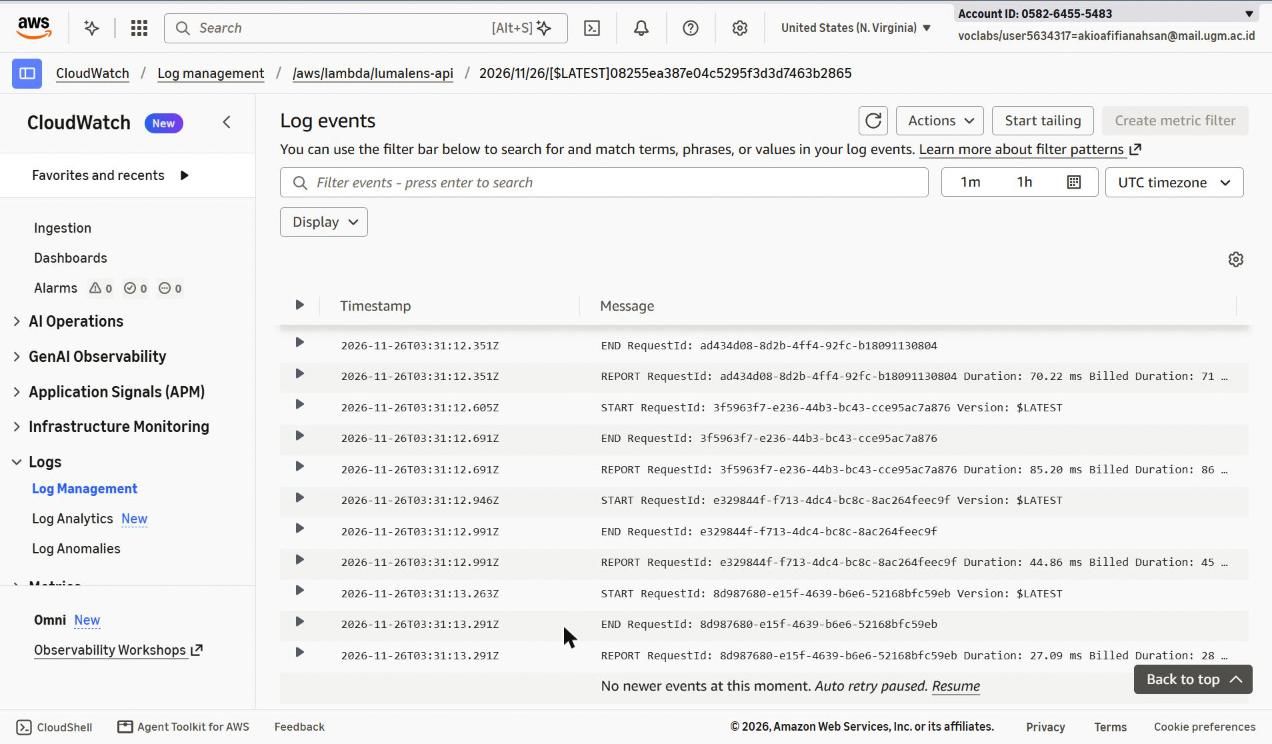 aws
Search [Alt+S] United States (N. Virginia) Account ID: 0582-6455-5483
voclabs/user5634317=akioafifianahsan@mail.ugm.ac.id
CloudWatch / Log management / /aws/lambda/lumalens-api / 2026/11/26/[$LATEST]08255ea387e04c5295f3d3d7463b2865
CloudWatch New
Favorites and recents
Ingestion
Dashboards
Alarms 0 0 0
AI Operations
GenAI Observability
Application Signals (APM)
Infrastructure Monitoring
Logs
Log Management
Log Analytics New
Log Anomalies
Metrics
Omni New
Observability Workshops
Log events
Actions Start tailing Create metric filter
You can use the filter bar below to search for and match terms, phrases, or values in your log events. Learn more about filter patterns
Filter events - press enter to search 1m 1h UTC timezone
Display
Timestamp Message
2026-11-26T03:31:12.351Z END RequestId: ad434d08-8d2b-4ff4-92fc-b18091130804
2026-11-26T03:31:12.351Z REPORT RequestId: ad434d08-8d2b-4ff4-92fc-b18091130804 Duration: 70.22 ms Billed Duration: 71 …
2026-11-26T03:31:12.605Z START RequestId: 3f5963f7-e236-44b3-bc43-cce95ac7a876 Version: $LATEST
2026-11-26T03:31:12.691Z END RequestId: 3f5963f7-e236-44b3-bc43-cce95ac7a876
2026-11-26T03:31:12.691Z REPORT RequestId: 3f5963f7-e236-44b3-bc43-cce95ac7a876 Duration: 85.20 ms Billed Duration: 86 …
2026-11-26T03:31:12.946Z START RequestId: e329844f-f713-4dc4-bc8c-8ac264feec9f Version: $LATEST
2026-11-26T03:31:12.991Z END RequestId: e329844f-f713-4dc4-bc8c-8ac264feec9f
2026-11-26T03:31:12.991Z REPORT RequestId: e329844f-f713-4dc4-bc8c-8ac264feec9f Duration: 44.86 ms Billed Duration: 45 …
2026-11-26T03:31:13.263Z START RequestId: 8d987680-e15f-4639-b6e6-52168bfc59eb Version: $LATEST
2026-11-26T03:31:13.291Z END RequestId: 8d987680-e15f-4639-b6e6-52168bfc59eb
2026-11-26T03:31:13.291Z REPORT RequestId: 8d987680-e15f-4639-b6e6-52168bfc59eb Duration: 27.09 ms Billed Duration: 28 …
No newer events at this moment. Auto retry paused. Resume
Back to top
CloudShell Agent Toolkit for AWS Feedback © 2026, Amazon Web Services, Inc. or its affiliates. Privacy Terms Cookie preferences